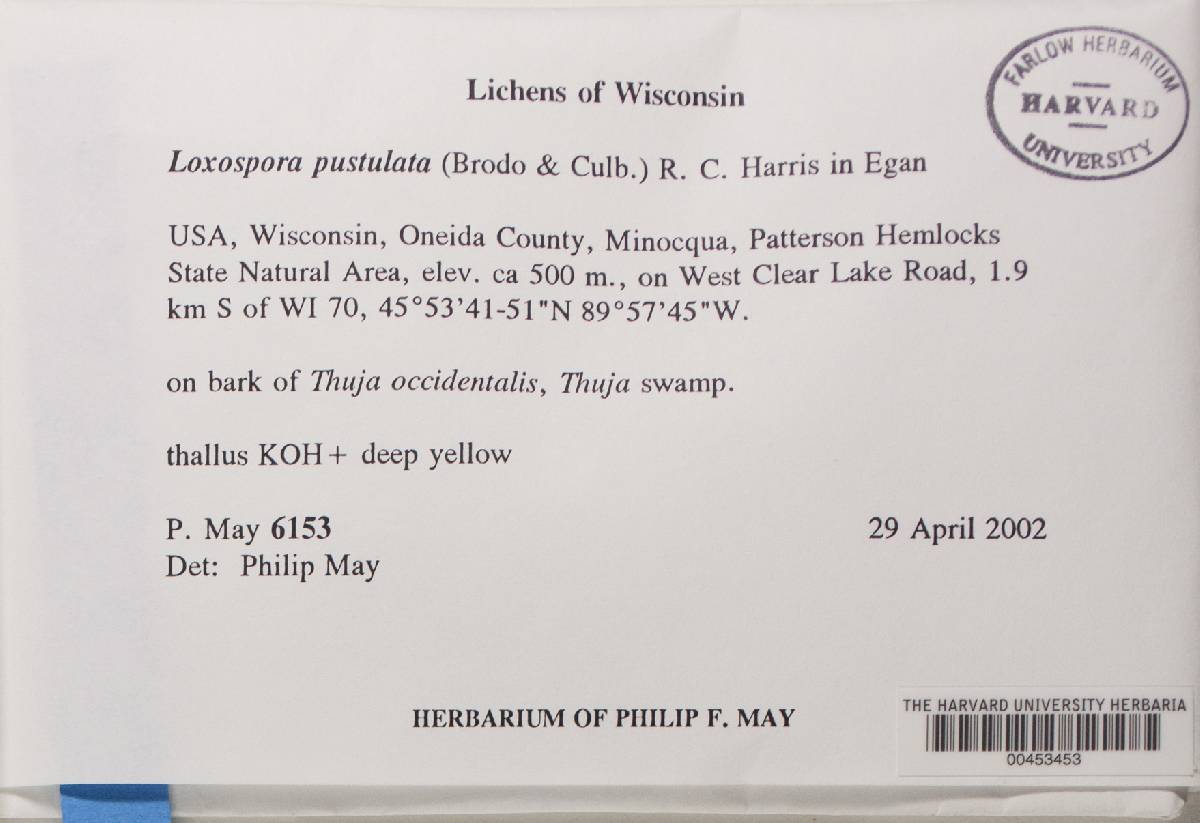 FARLOW HERBARIUM
HARVARD
UNIVERSITY
Lichens of Wisconsin
Loxospora pustulata (Brodo & Culb.) R. C. Harris in Egan
USA, Wisconsin, Oneida County, Minocqua, Patterson Hemlocks
State Natural Area, elev. ca 500 m., on West Clear Lake Road, 1.9
km S of WI 70, 45°53'41-51"N 89°57'45"W.
on bark of Thuja occidentalis, Thuja swamp.
thallus KOH+ deep yellow
P. May 6153 29 April 2002
Det: Philip May
HERBARIUM OF PHILIP F. MAY
THE HARVARD UNIVERSITY HERBARIA
00453453